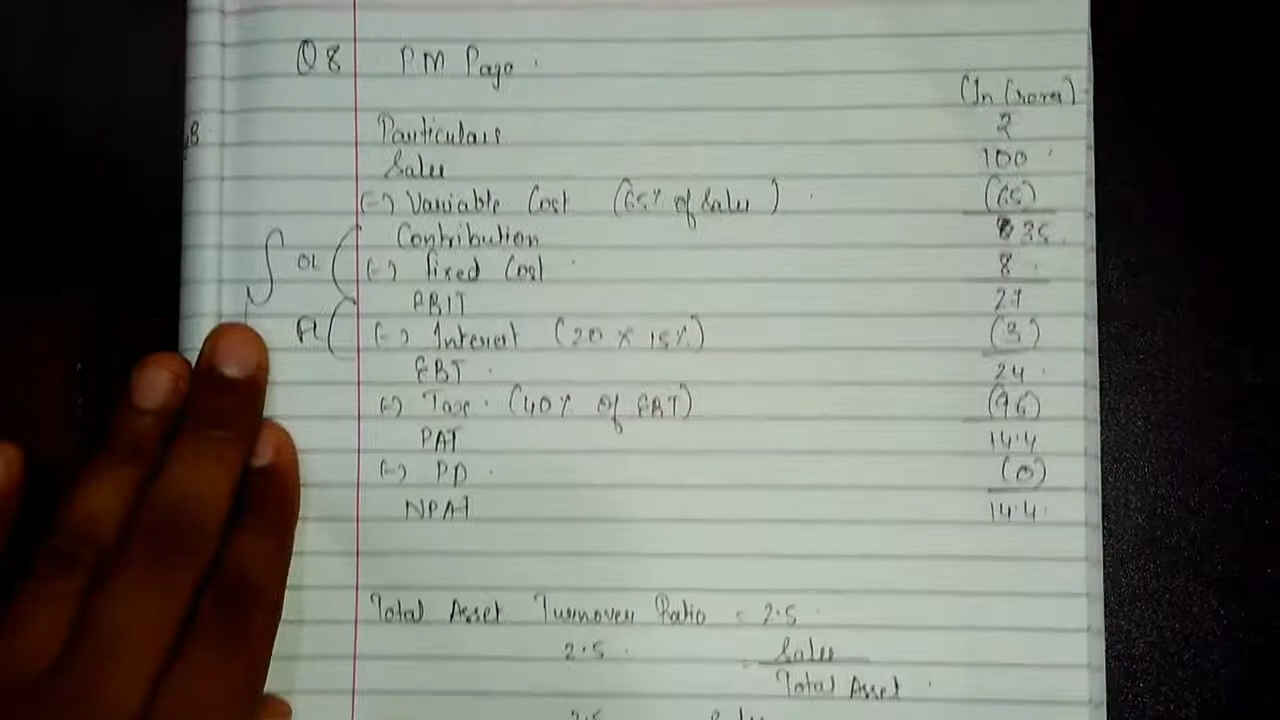 Q8 PM Page.
(In Crores)
Particulars ₹
Sales 100
(-) Variable Cost (65% of Sales) (65)
Contribution 35
OL (-) Fixed Cost 8
PBIT 27
FL (-) Interest (20 x 15%) (3)
EBT 24
(-) Tax (40% of EBT) (9.6)
PAT 14.4
(-) PD (0)
NPAT 14.4
Total Asset Turnover Ratio = 2.5
2.5 = Sales
Total Asset